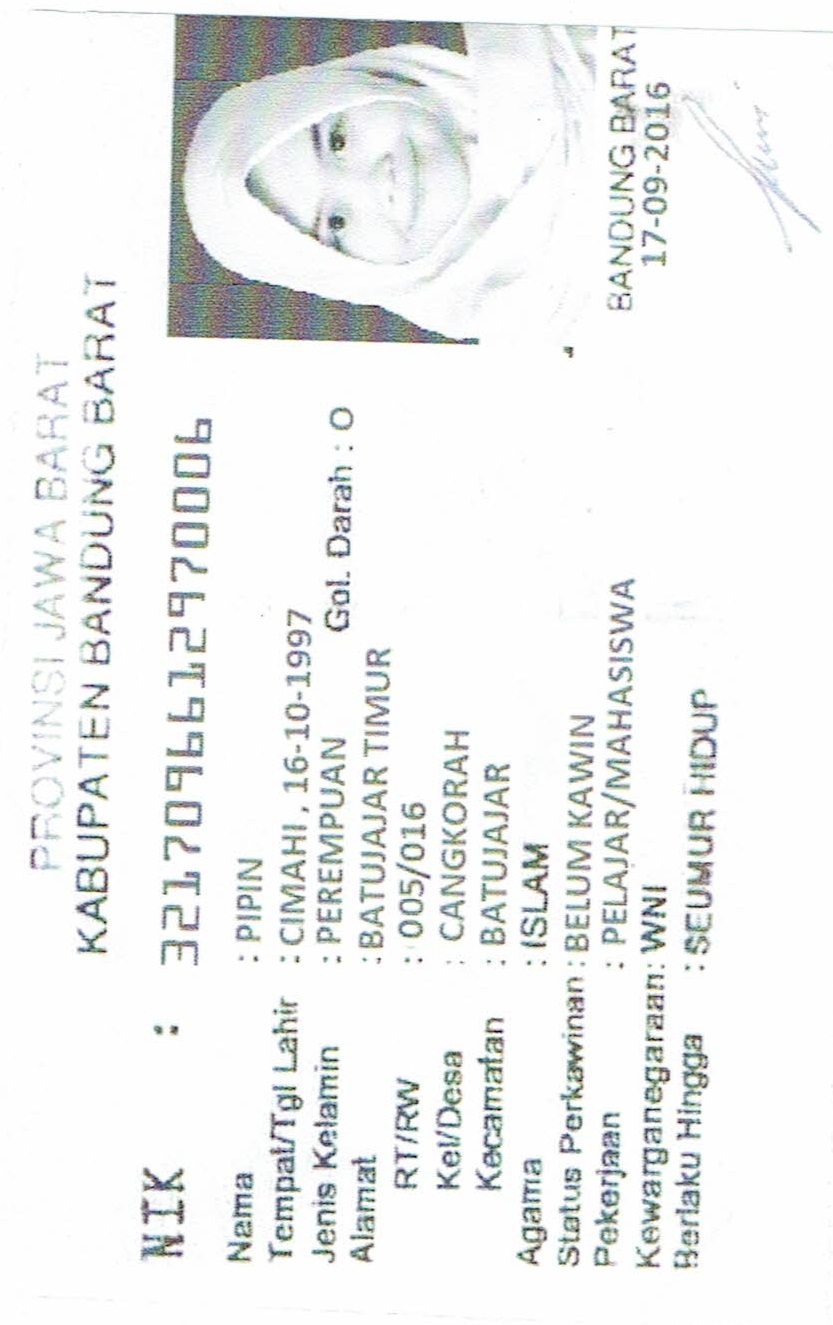 PROVINSI JAWA BARAT
KABUPATEN BANDUNG BARAT
NIK : 3217096612970006
Nama : PIPIN
Tempat/Tgl Lahir : CIMAHI , 16-10-1997
Jenis Kelamin : PEREMPUAN Gol. Darah : O
Alamat : BATUJAJAR TIMUR
RT/RW : 005/016
Kel/Desa : CANGKORAH
Kecamatan : BATUJAJAR
Agama : ISLAM
Status Perkawinan : BELUM KAWIN
Pekerjaan : PELAJAR/MAHASISWA
Kewarganegaraan: WNI
Berlaku Hingga : SEUMUR HIDUP
BANDUNG BARAT
17-09-2016